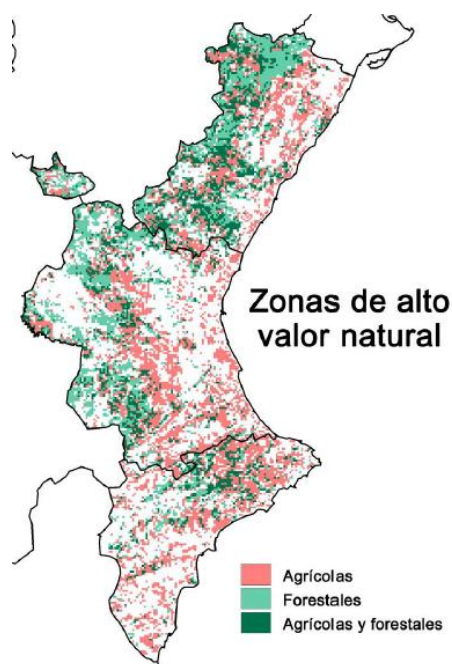 Zonas de alto
valor natural
Agrícolas
Forestales
Agrícolas y forestales